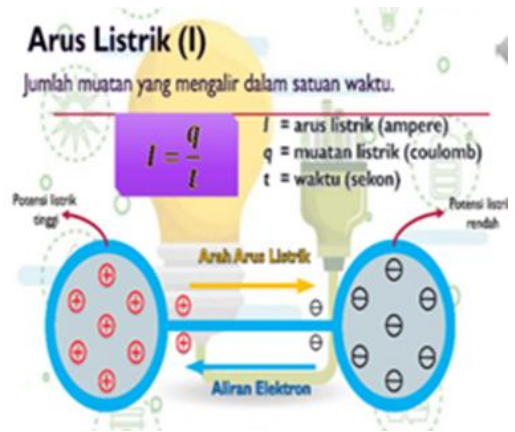 Arus Listrik (I)
Jumlah muatan yang mengalir dalam satuan waktu.
I = q/t
I = arus listrik (ampere)
q = muatan listrik (coulomb)
t = waktu (sekon)
Potensi listrik
tinggi
Potensi listrik
rendah
Arah Arus Listrik
Aliran Elektron